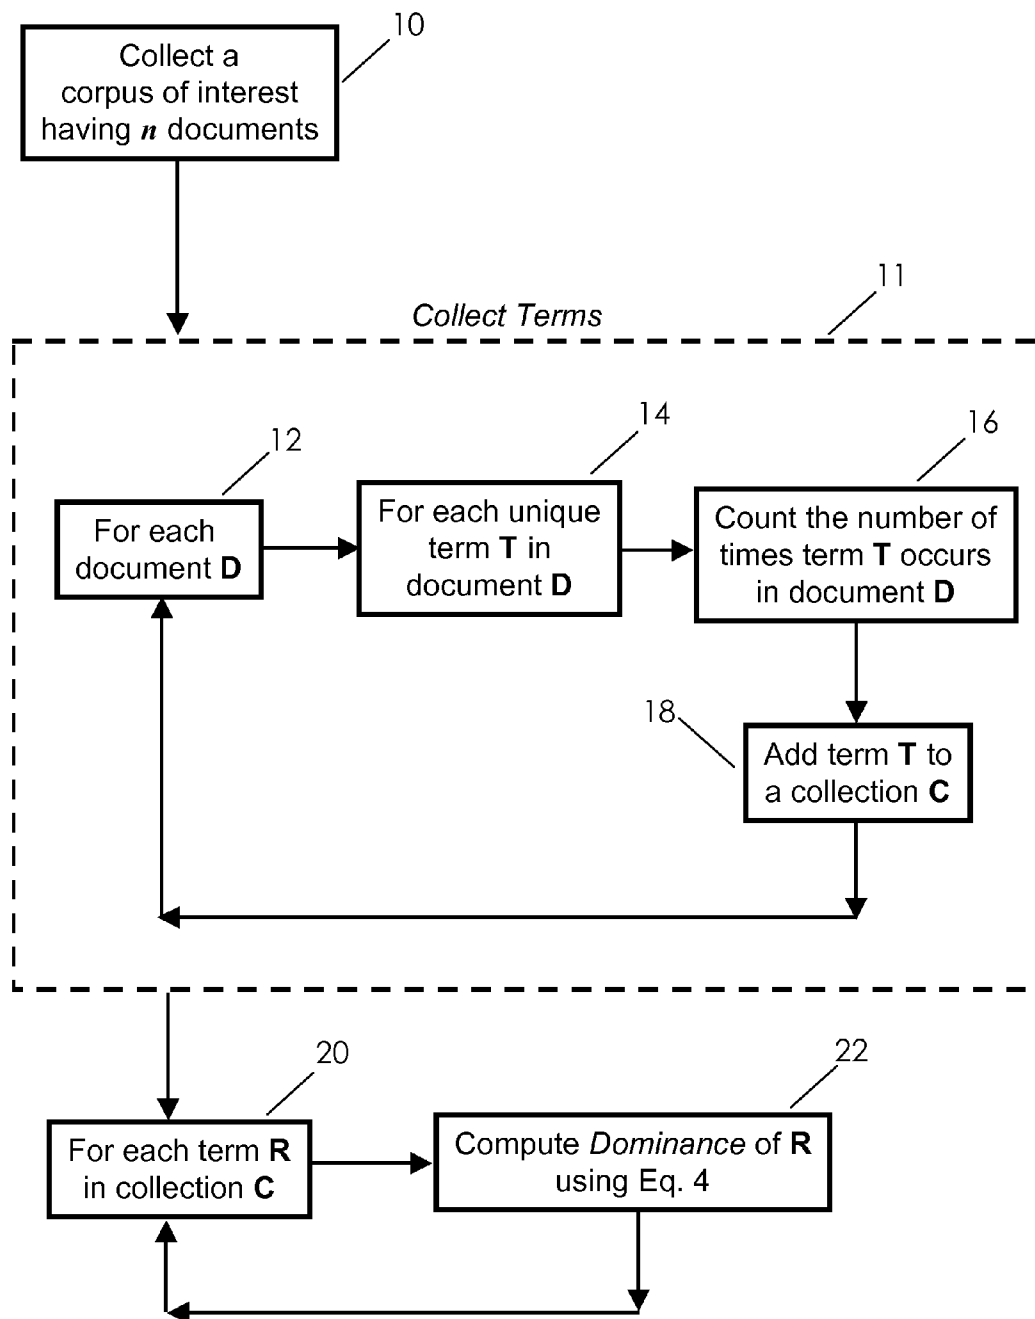 10
Collect a
corpus of interest
having n documents
11
Collect Terms
12
For each
document D
14
For each unique
term T in
document D
16
Count the number of
times term T occurs
in document D
18
Add term T to
a collection C
20
For each term R
in collection C
22
Compute Dominance of R
using Eq. 4